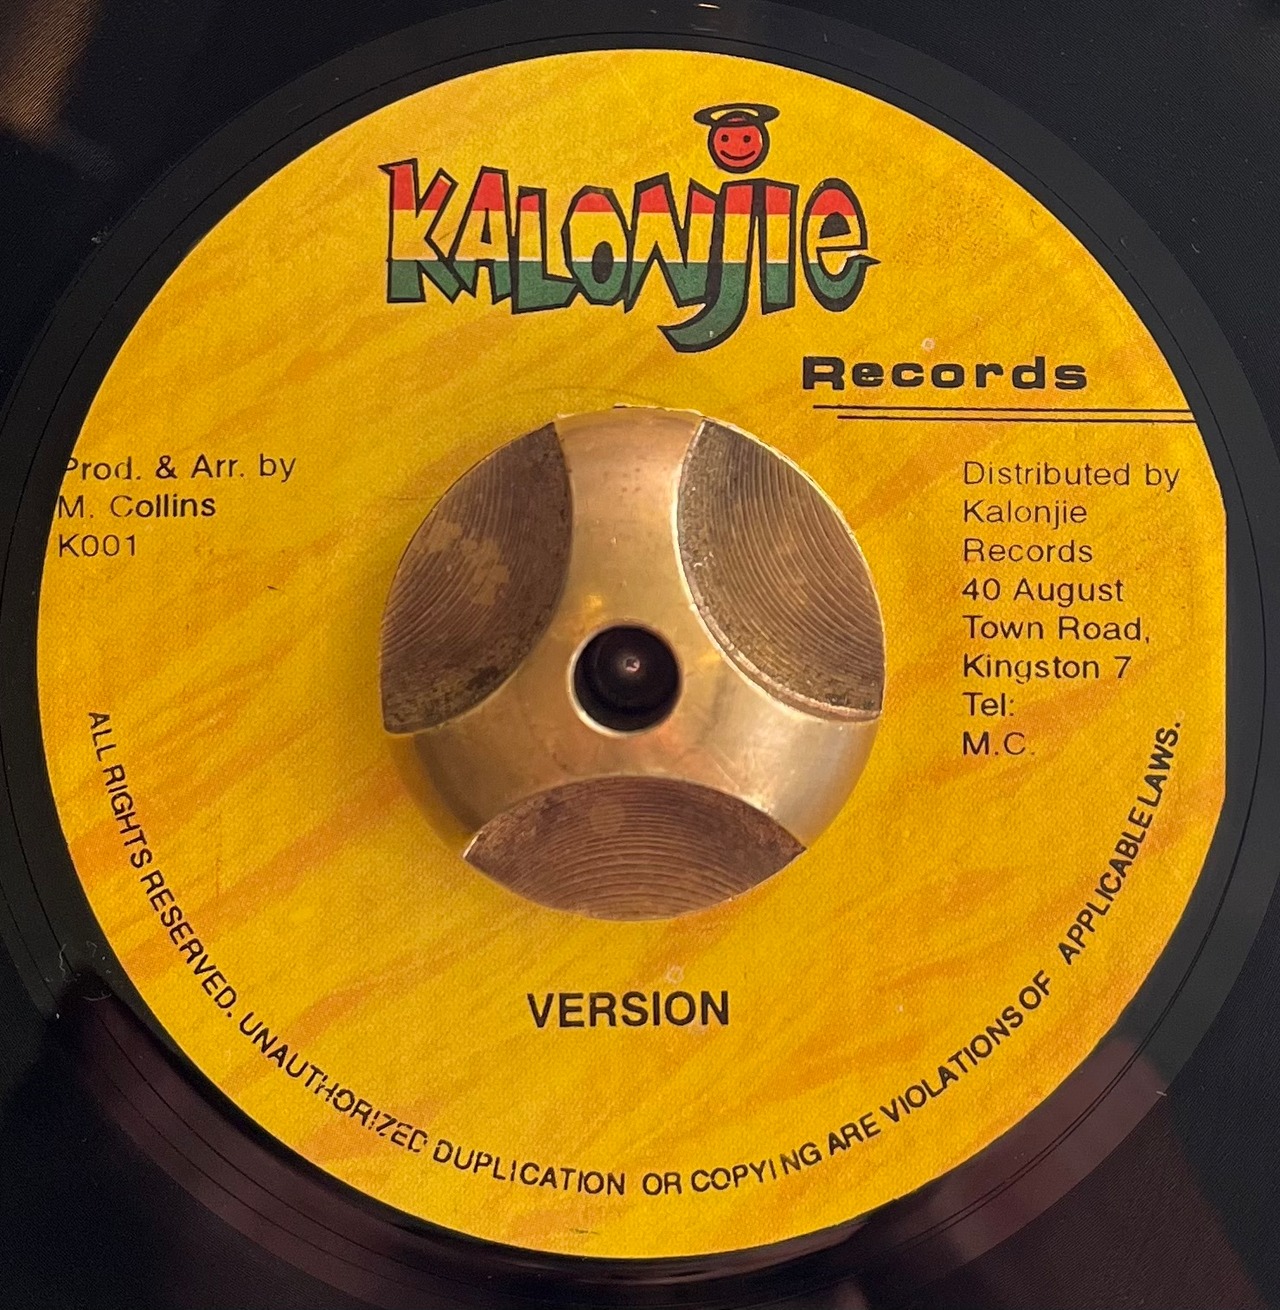 KALONJIE
Records
Prod. & Arr. by
M. Collins
K001
Distributed by
Kalonjie
Records
40 August
Town Road,
Kingston 7
Tel:
M.C.
VERSION
ALL RIGHTS RESERVED. UNAUTHORIZED DUPLICATION OR COPYING ARE VIOLATIONS OF APPLICABLE LAWS.